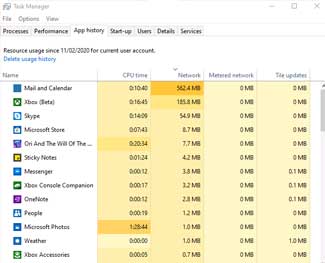 Task Manager
File Options View
Processes Performance App history Start-up Users Details Services
Resource usage since 11/02/2020 for current user account.
Delete usage history
Name CPU time Network Metered network Tile updates
Mail and Calendar 0:10:40 562.4 MB 0 MB 0 MB
Xbox (Beta) 0:16:45 185.8 MB 0 MB 0 MB
Skype 0:14:09 54.9 MB 0 MB 0 MB
Microsoft Store 0:07:43 8.7 MB 0 MB 0 MB
Ori And The Will Of The ... 0:20:34 7.7 MB 0 MB 0 MB
Sticky Notes 0:01:24 4.2 MB 0 MB 0 MB
Messenger 0:00:12 3.8 MB 0 MB 0.1 MB
Xbox Console Companion 0:00:17 3.2 MB 0 MB 0.1 MB
OneNote 0:00:12 2.8 MB 0 MB 0.1 MB
People 0:00:19 1.2 MB 0 MB 0 MB
Microsoft Photos 1:28:44 1.0 MB 0 MB 0 MB
Weather 0:00:00 1.0 MB 0 MB 1.0 MB
Xbox Accessories 0:00:05 0.7 MB 0 MB 0 MB